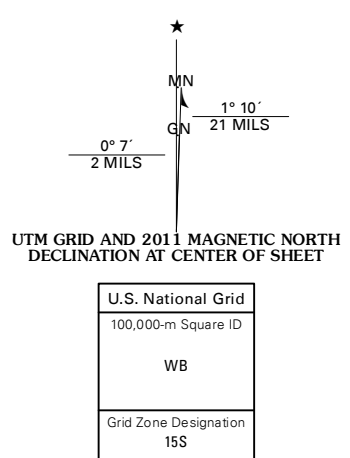 ★
MN
1° 10´
21 MILS
GN
0° 7´
2 MILS
UTM GRID AND 2011 MAGNETIC NORTH
DECLINATION AT CENTER OF SHEET
U.S. National Grid
100,000-m Square ID
WB
Grid Zone Designation
15S